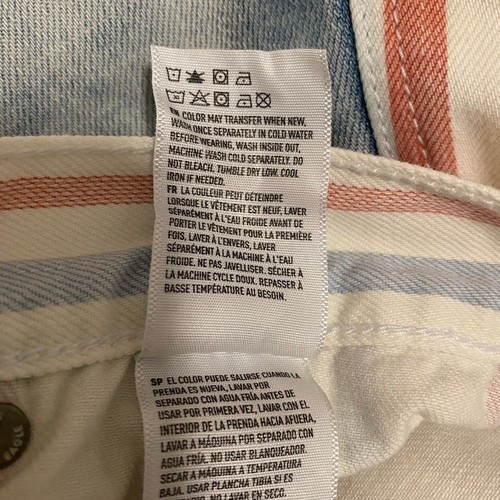 EN COLOR MAY TRANSFER WHEN NEW,
WASH ONCE SEPARATELY IN COLD WATER
BEFORE WEARING, WASH INSIDE OUT,
MACHINE WASH COLD SEPARATELY. DO
NOT BLEACH, TUMBLE DRY LOW. COOL
IRON IF NEEDED.
FR LA COULEUR PEUT DÉTEINDRE
LORSQUE LE VÊTEMENT EST NEUF, LAVER
SÉPARÉMENT À L'EAU FROIDE AVANT DE
PORTER LE VÊTEMENT POUR LA PREMIÈRE
FOIS, LAVER À L'ENVERS, LAVER
SÉPARÉMENT À LA MACHINE À L'EAU
FROIDE. NE PAS JAVELLISER. SÉCHER À
LA MACHINE CYCLE DOUX. REPASSER À
BASSE TEMPÉRATURE AU BESOIN.
SP EL COLOR PUEDE SALIRSE CUANDO LA
PRENDA ES NUEVA, LAVAR POR
SEPARADO CON AGUA FRÍA ANTES DE
USAR POR PRIMERA VEZ, LAVAR CON EL
INTERIOR DE LA PRENDA HACIA AFUERA,
LAVAR A MÁQUINA POR SEPARADO CON
AGUA FRÍA. NO USAR BLANQUEADOR.
SECAR A MÁQUINA A TEMPERATURA
BAJA. USAR PLANCHA TIBIA SI ES
EAGLE